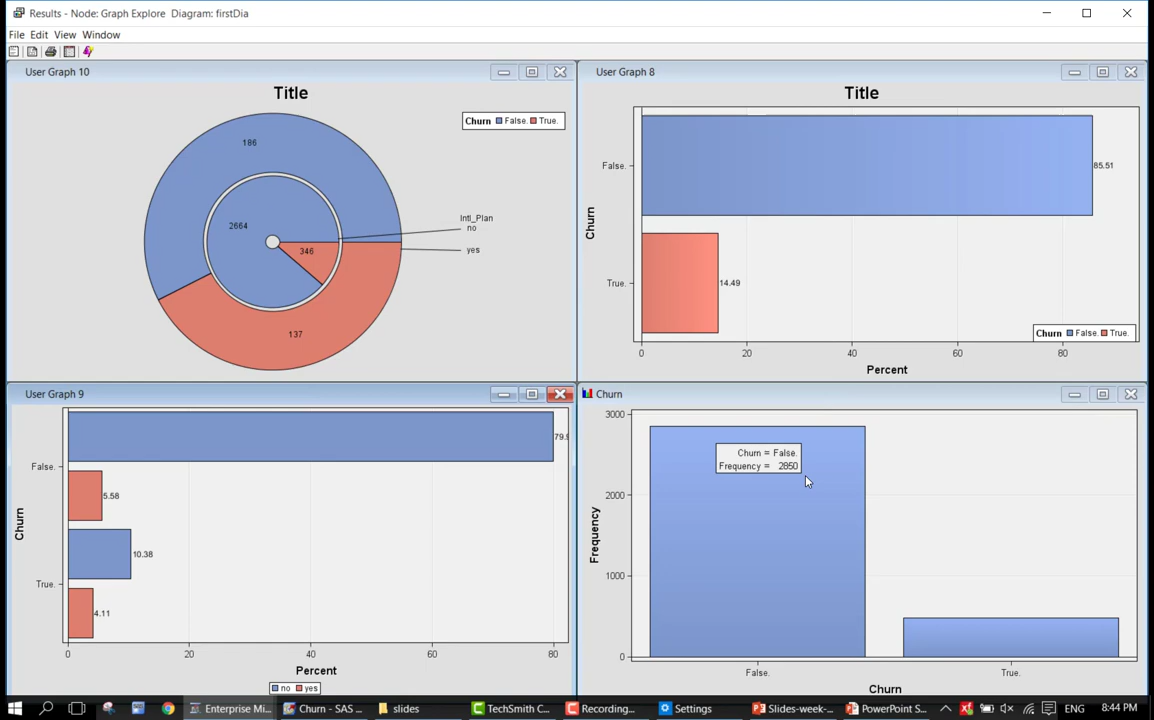 Results - Node: Graph Explore  Diagram: firstDia
File Edit View Window
User Graph 10
Title
Churn False. True.
186
2664
346
137
Intl_Plan
no
yes
User Graph 8
Title
False.
85.51
True.
14.49
Churn
0 20 40 60 80
Percent
Churn False. True.
User Graph 9
79.9
False.
5.58
10.38
True.
4.11
Churn
0 20 40 60 80
Percent
no yes
Churn
3000
2000
1000
0
Frequency
Churn = False.
Frequency = 2850
False. True.
Churn
Enterprise Mi... Churn - SAS ... slides TechSmith C... Recording... Settings Slides-week-... PowerPoint S... ENG 8:44 PM